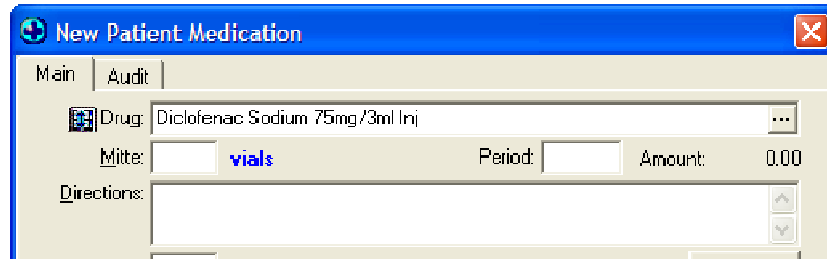 New Patient Medication
Main Audit
Drug: Diclofenac Sodium 75mg/3ml Inj ...
Mitte: vials Period: Amount: 0.00
Directions: